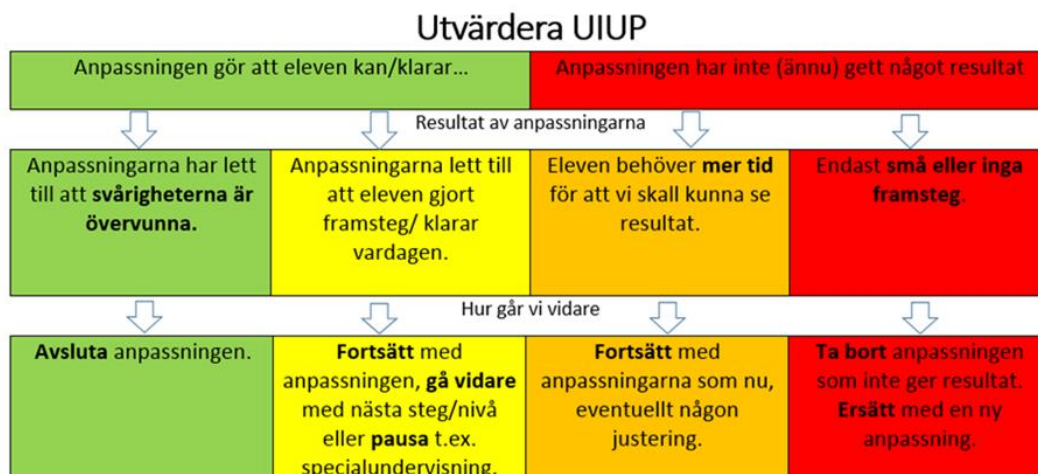 Utvärdera UIUP
Anpassningen gör att eleven kan/klarar...
Anpassningen har inte (ännu) gett något resultat
Resultat av anpassningarna
Anpassningarna har lett
till att svårigheterna är
övervunna.
Anpassningarna lett till
att eleven gjort
framsteg/ klarar
vardagen.
Eleven behöver mer tid
för att vi skall kunna se
resultat.
Endast små eller inga
framsteg.
Hur går vi vidare
Avsluta anpassningen.
Fortsätt med
anpassningen, gå vidare
med nästa steg/nivå
eller pausa t.ex.
specialundervisning.
Fortsätt med
anpassningarna som nu,
eventuellt någon
justering.
Ta bort anpassningen
som inte ger resultat.
Ersätt med en ny
anpassning.